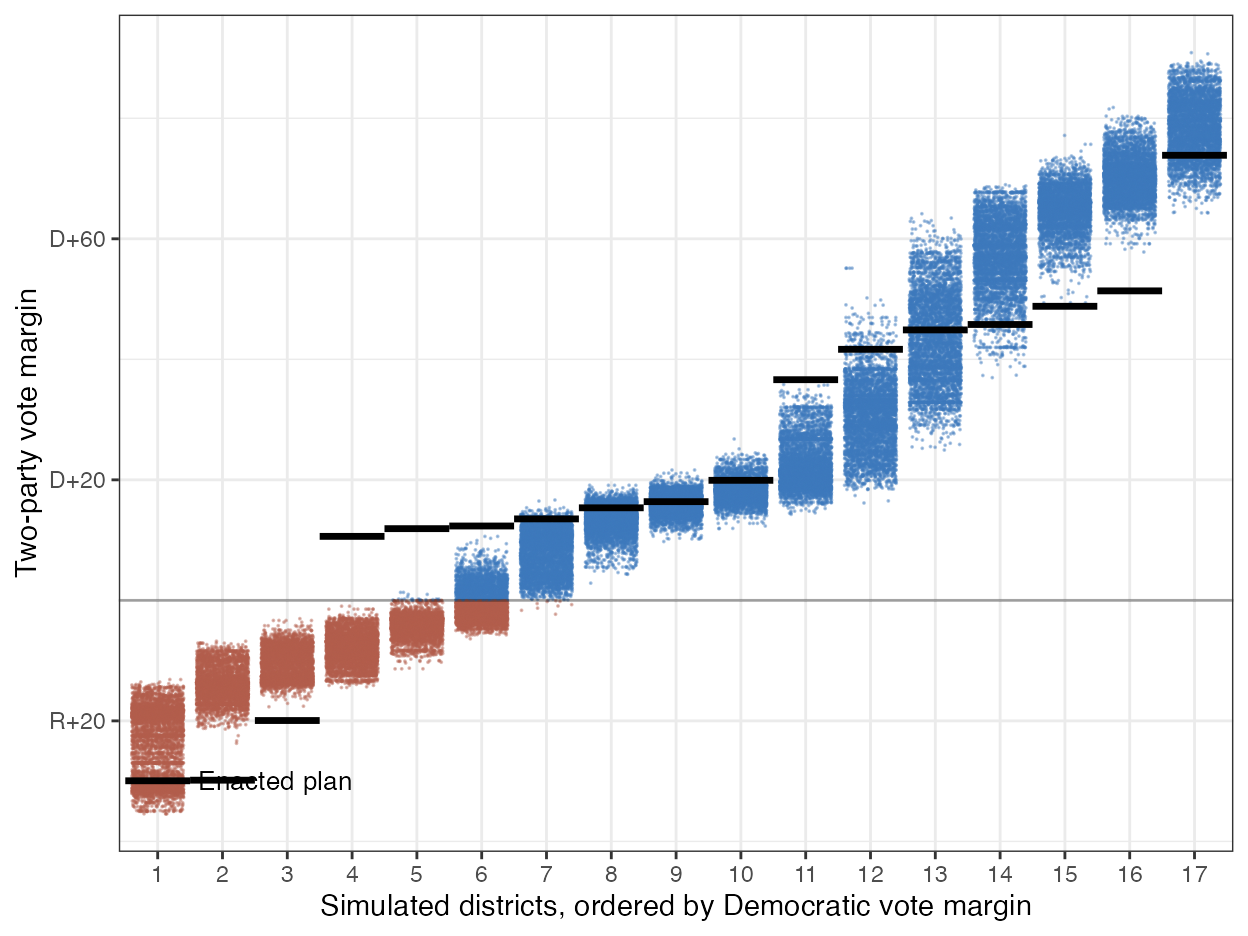 Two-party vote margin
D+60
D+20
R+20
Enacted plan
1 2 3 4 5 6 7 8 9 10 11 12 13 14 15 16 17
Simulated districts, ordered by Democratic vote margin